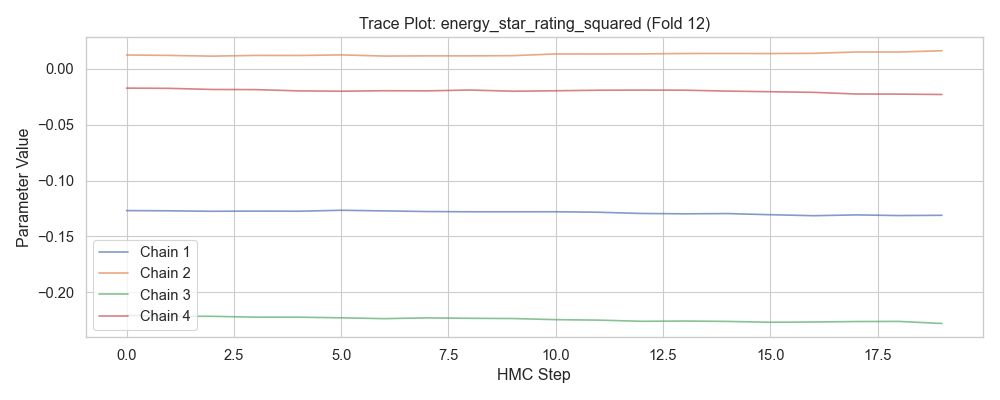 Trace Plot: energy_star_rating_squared (Fold 12)
Parameter Value
0.00
−0.05
−0.10
−0.15
−0.20
Chain 1
Chain 2
Chain 3
Chain 4
0.0 2.5 5.0 7.5 10.0 12.5 15.0 17.5
HMC Step